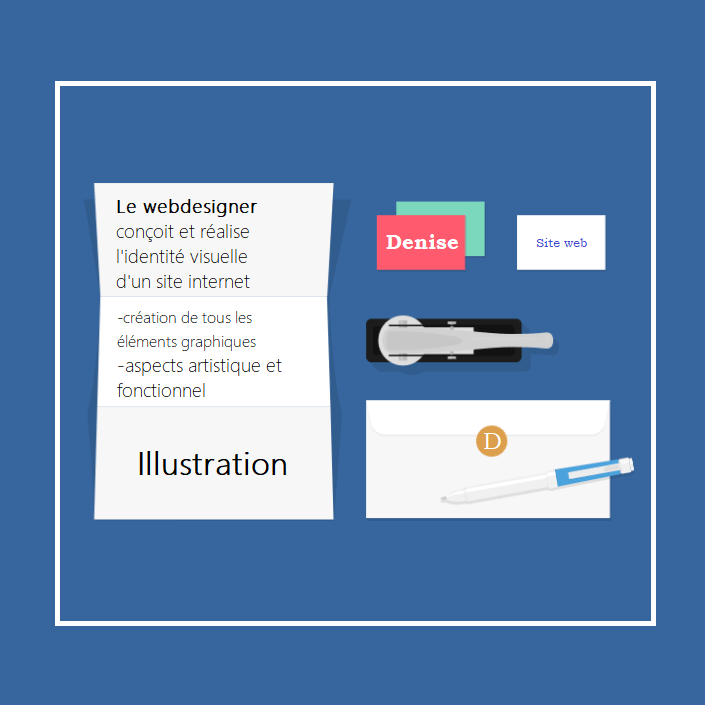 Le webdesigner
conçoit et réalise
l'identité visuelle
d'un site internet
-création de tous les
éléments graphiques
-aspects artistique et
fonctionnel
Illustration
Denise
Site web
D